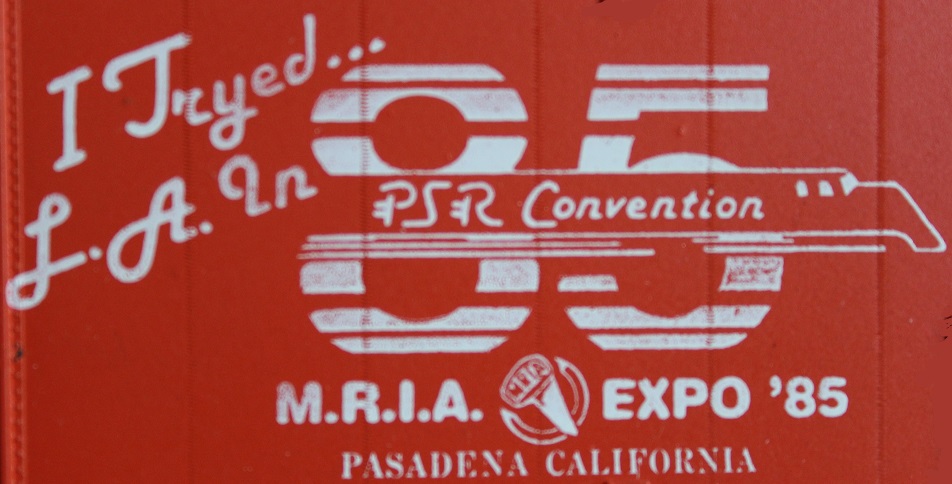 I Tryed...
L.A. In
85
PSR Convention
M.R.I.A. EXPO '85
PASADENA CALIFORNIA